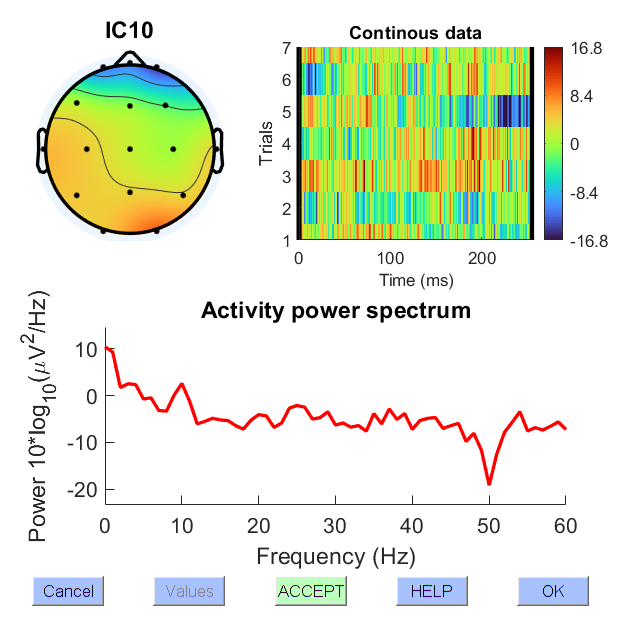 IC10
Continous data
Trials
7
6
5
4
3
2
1
0
100
200
Time (ms)
16.8
8.4
0
-8.4
-16.8
Activity power spectrum
Power 10*log10(μV2/Hz)
10
0
-10
-20
0 10 20 30 40 50 60
Frequency (Hz)
Cancel Values ACCEPT HELP OK